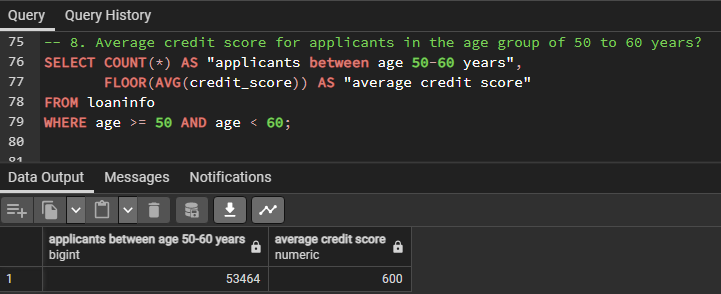 Query Query History
75 -- 8. Average credit score for applicants in the age group of 50 to 60 years?
76 SELECT COUNT(*) AS "applicants between age 50-60 years",
77 FLOOR(AVG(credit_score)) AS "average credit score"
78 FROM loaninfo
79 WHERE age >= 50 AND age < 60;
80
81
Data Output Messages Notifications
applicants between age 50-60 years average credit score
bigint numeric
1 53464 600